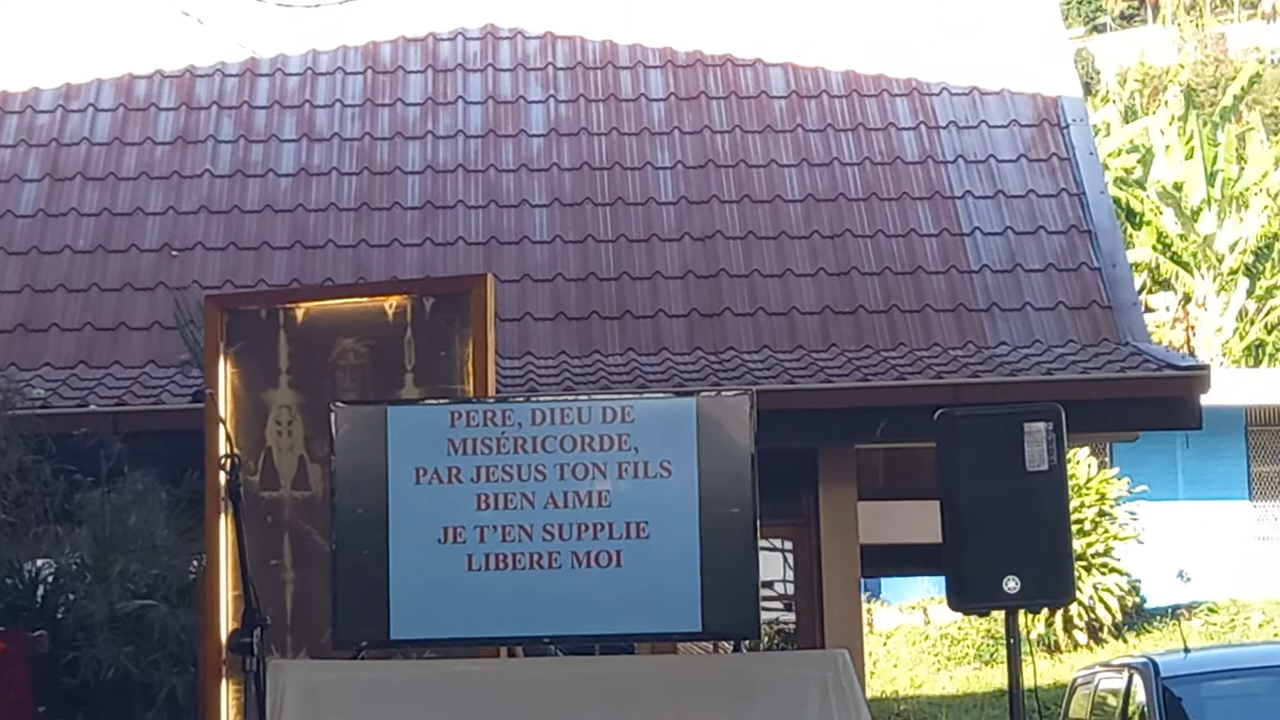 PERE, DIEU DE
MISÉRICORDE,
PAR JESUS TON FILS
BIEN AIME
JE T'EN SUPPLIE
LIBERE MOI